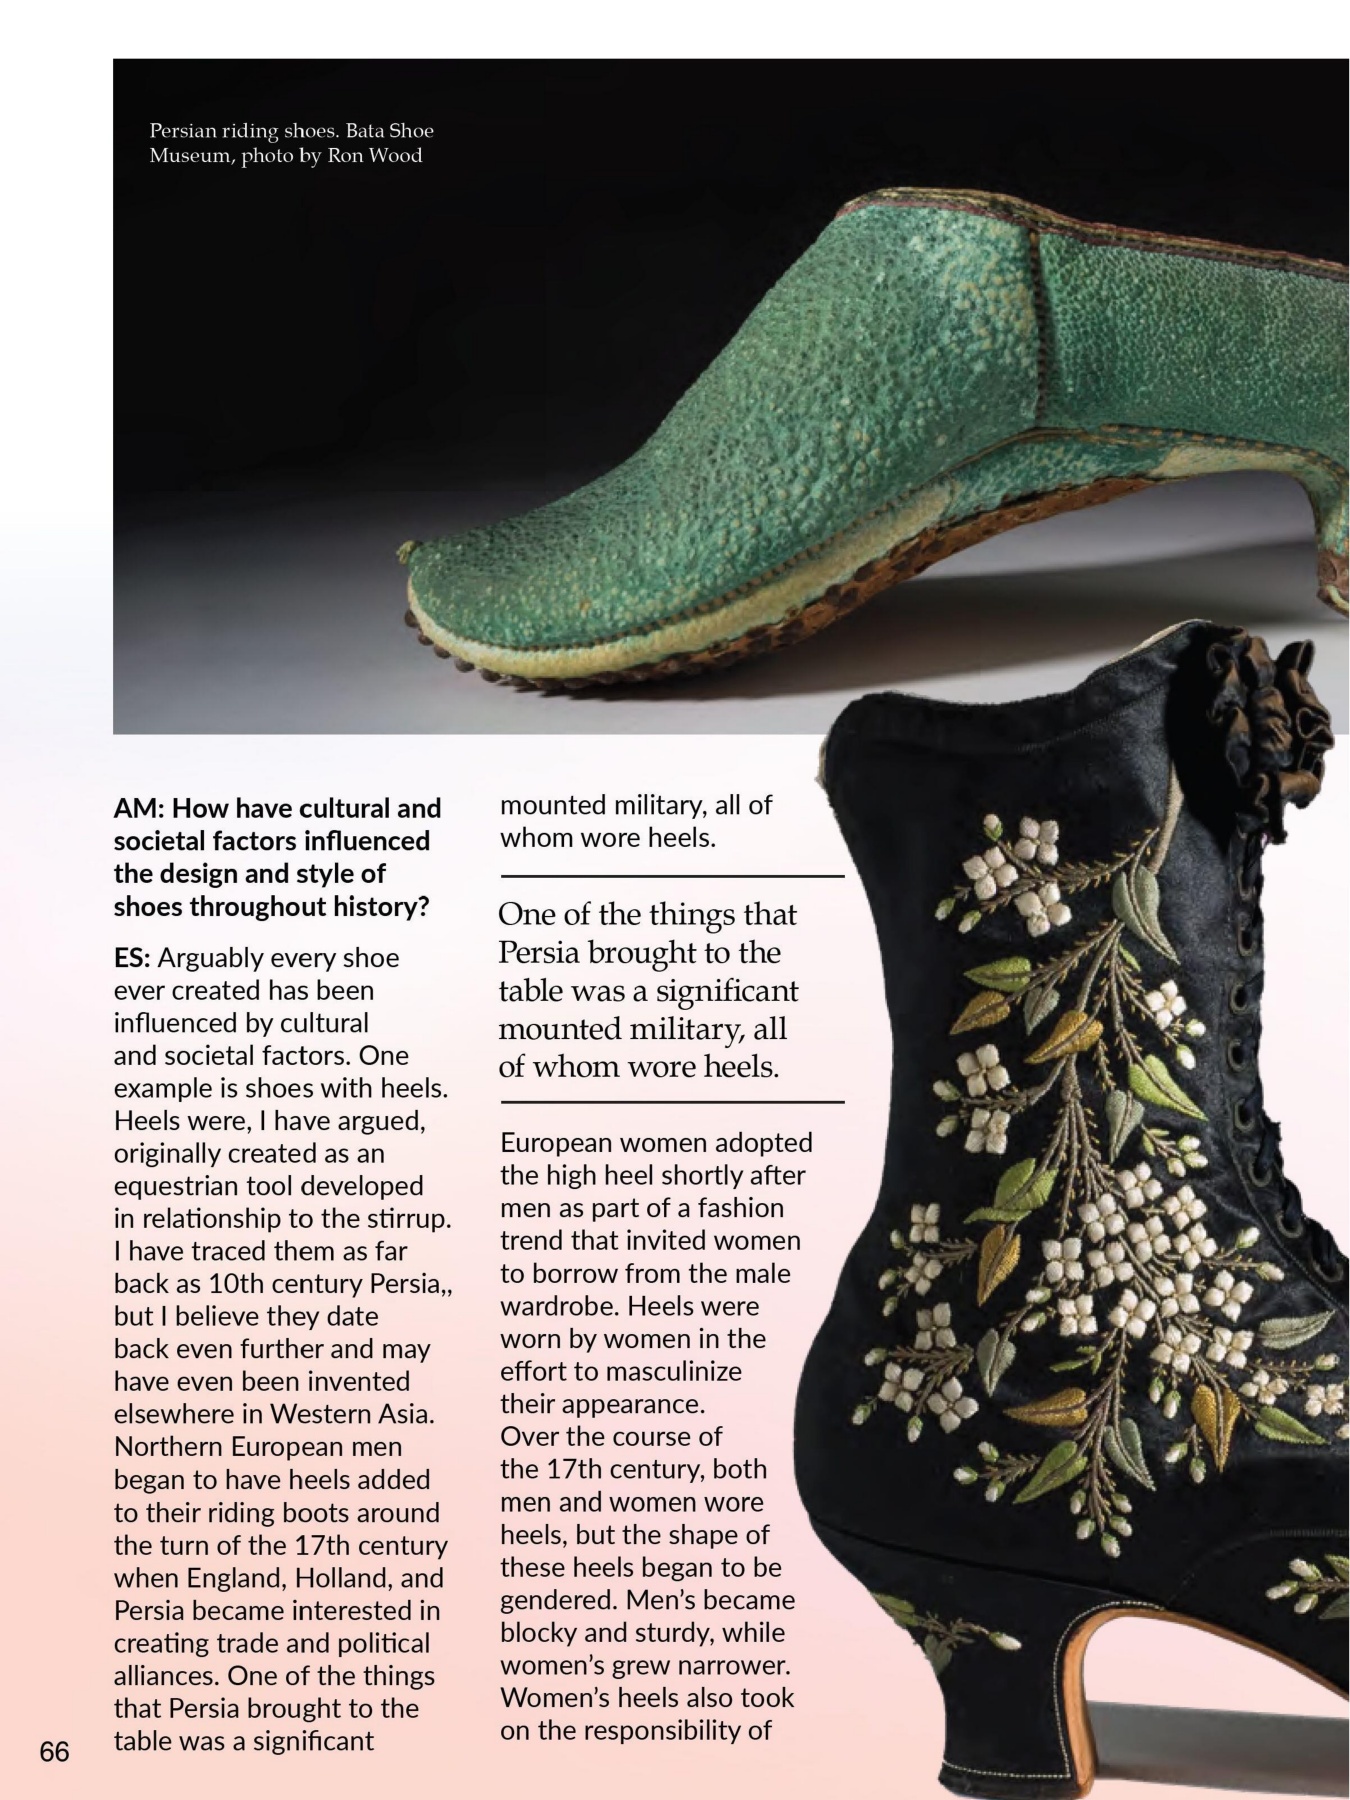 Persian riding shoes. Bata Shoe
Museum, photo by Ron Wood
AM: How have cultural and
societal factors influenced
the design and style of
shoes throughout history?
ES: Arguably every shoe
ever created has been
influenced by cultural
and societal factors. One
example is shoes with heels.
Heels were, I have argued,
originally created as an
equestrian tool developed
in relationship to the stirrup.
I have traced them as far
back as 10th century Persia,,
but I believe they date
back even further and may
have even been invented
elsewhere in Western Asia.
Northern European men
began to have heels added
to their riding boots around
the turn of the 17th century
when England, Holland, and
Persia became interested in
creating trade and political
alliances. One of the things
that Persia brought to the
table was a significant
mounted military, all of
whom wore heels.
One of the things that
Persia brought to the
table was a significant
mounted military, all
of whom wore heels.
European women adopted
the high heel shortly after
men as part of a fashion
trend that invited women
to borrow from the male
wardrobe. Heels were
worn by women in the
effort to masculinize
their appearance.
Over the course of
the 17th century, both
men and women wore
heels, but the shape of
these heels began to be
gendered. Men’s became
blocky and sturdy, while
women’s grew narrower.
Women’s heels also took
on the responsibility of
66